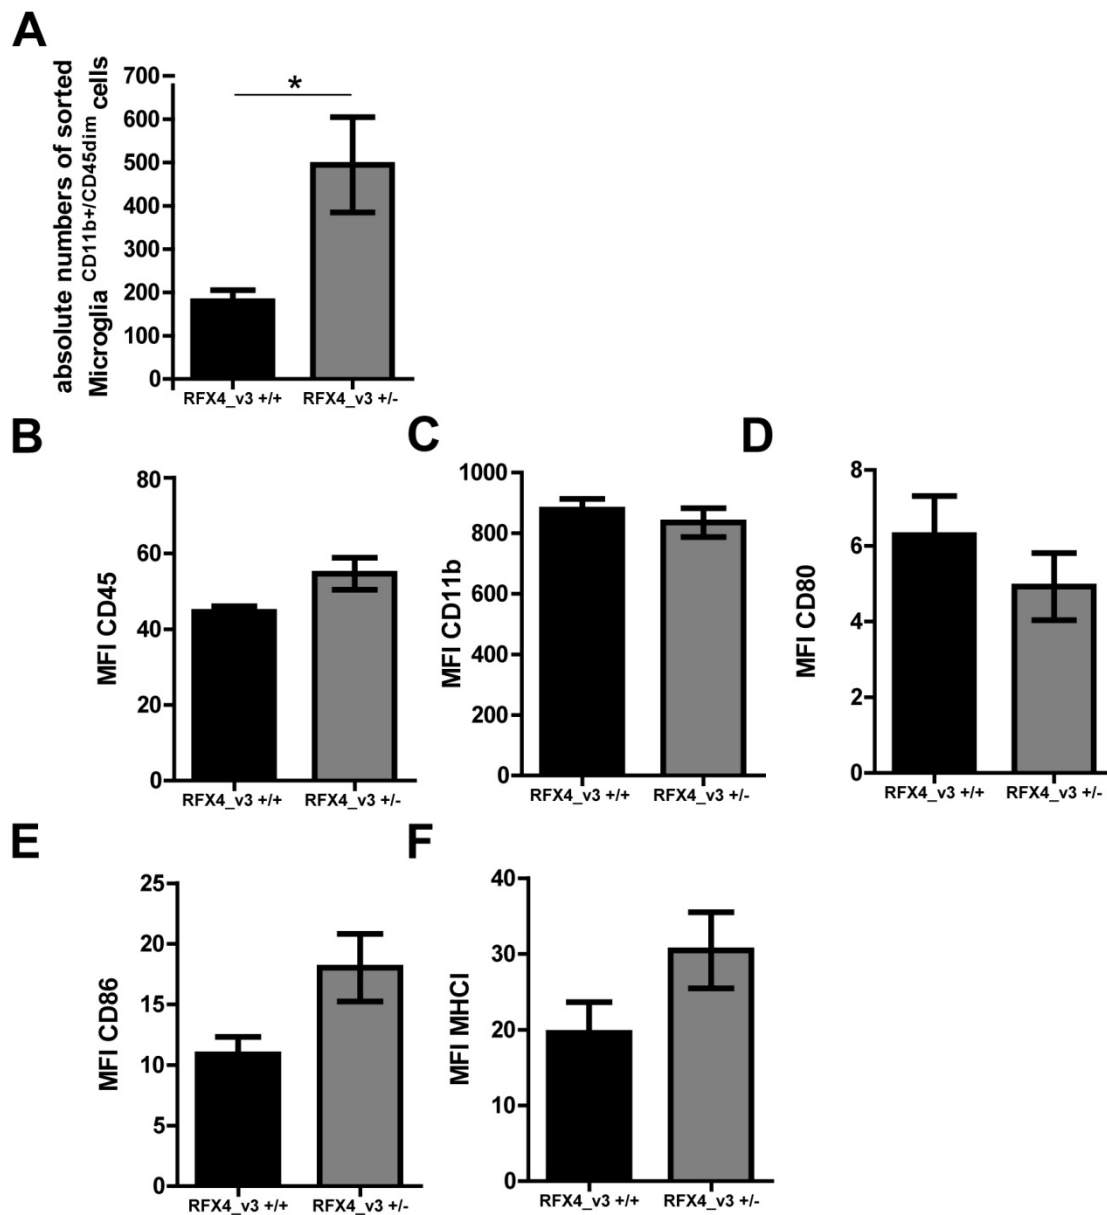 A
absolute numbers of sorted
Microglia CD11b+/CD45dim cells
700
600
500
400
300
200
100
0
*
RFX4_v3 +/+ RFX4_v3 +/-
B
MFI CD45
80
60
40
20
0
RFX4_v3 +/+ RFX4_v3 +/-
C
MFI CD11b
1000
800
600
400
200
0
RFX4_v3 +/+ RFX4_v3 +/-
D
MFI CD80
8
6
4
2
0
RFX4_v3 +/+ RFX4_v3 +/-
E
MFI CD86
25
20
15
10
5
0
RFX4_v3 +/+ RFX4_v3 +/-
F
MFI MHCI
40
30
20
10
0
RFX4_v3 +/+ RFX4_v3 +/-